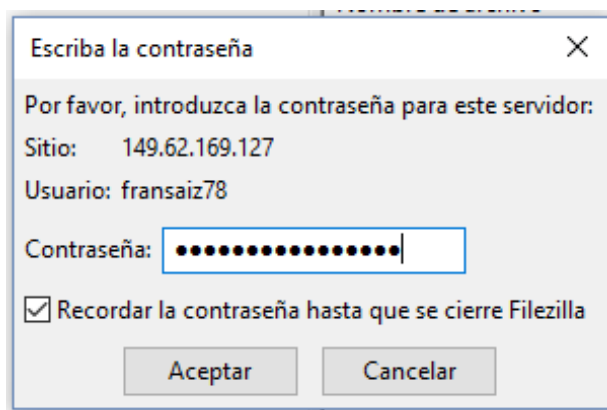 Escriba la contraseña
Por favor, introduzca la contraseña para este servidor:
Sitio: 149.62.169.127
Usuario: fransaiz78
Contraseña: ●●●●●●●●●●●●●●●●
Recordar la contraseña hasta que se cierre Filezilla
Aceptar Cancelar